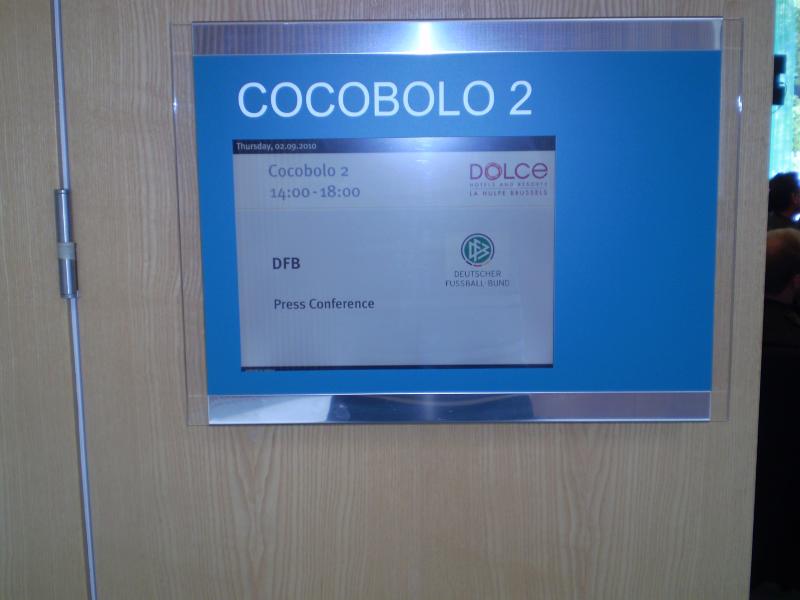 COCOBOLO 2
Thursday, 02.09.2010
Cocobolo 2
14:00 - 18:00
DOLCE
HOTELS AND RESORTS
LA HULPE BRUSSELS
DFB
DFB
DEUTSCHER
FUSSBALL-BUND
Press Conference